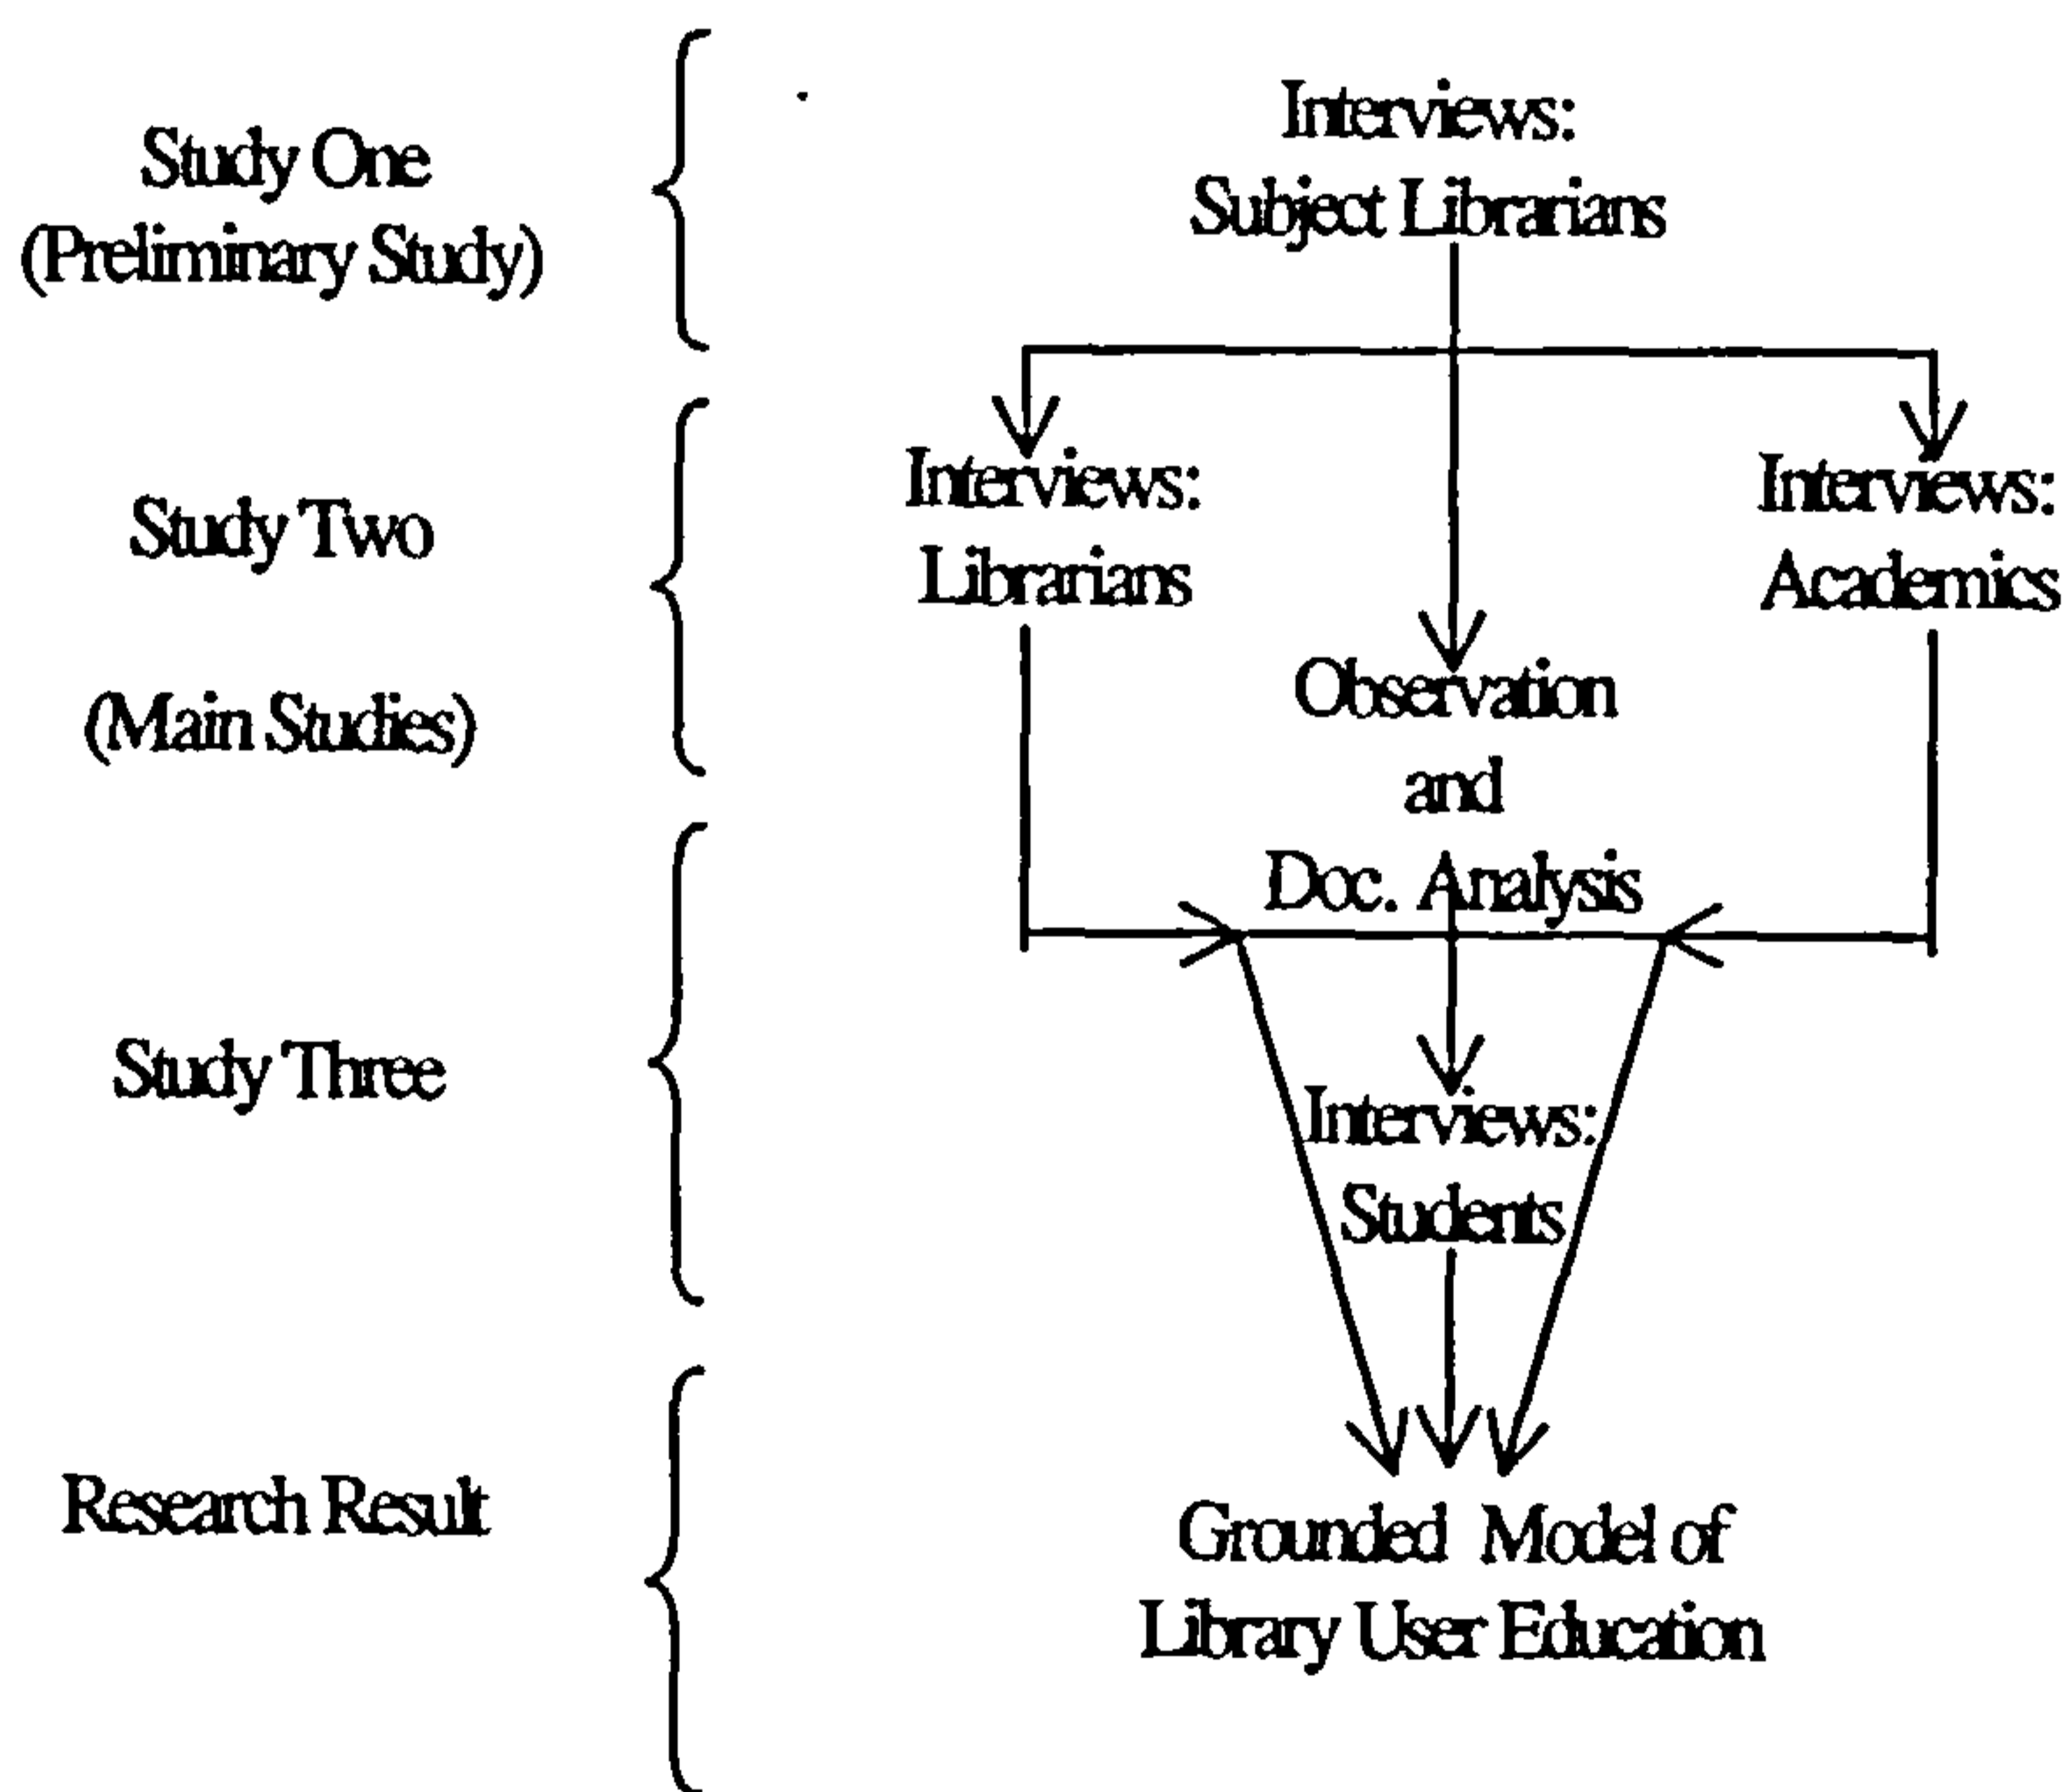 Study One
(Preliminary Study)
Interviews:
Subject Librarians
Study Two
(Main Studies)
Interviews:
Librarians
Interviews:
Academics
Observation
and
Doc. Analysis
Study Three
Interviews:
Students
Research Result
Grounded Model of
Library User Education